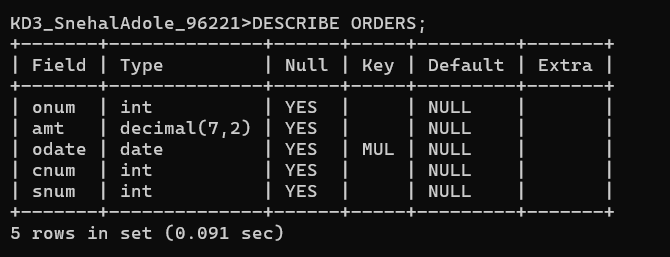 KD3_SnehalAdole_96221>DESCRIBE ORDERS;
+-------+--------------+------+-----+---------+-------+
| Field | Type         | Null | Key | Default | Extra |
+-------+--------------+------+-----+---------+-------+
| onum  | int          | YES  |     | NULL    |       |
| amt   | decimal(7,2) | YES  |     | NULL    |       |
| odate | date         | YES  | MUL | NULL    |       |
| cnum  | int          | YES  |     | NULL    |       |
| snum  | int          | YES  |     | NULL    |       |
+-------+--------------+------+-----+---------+-------+
5 rows in set (0.091 sec)